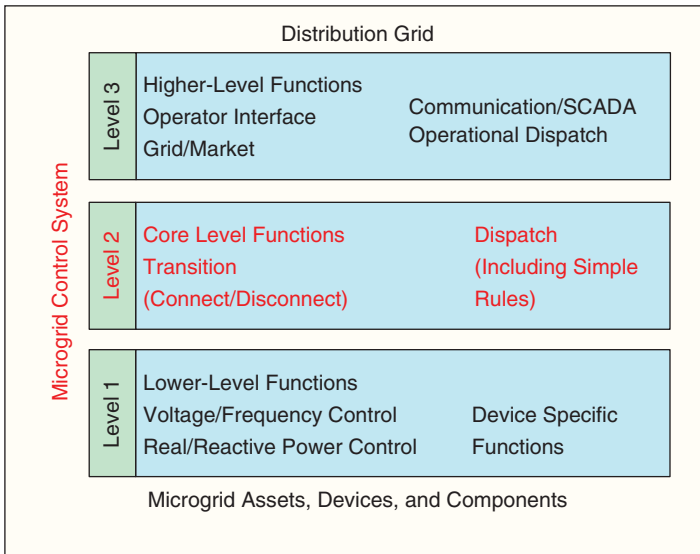 Distribution Grid
Microgrid Control System
Level 3
Higher-Level Functions
Operator Interface
Grid/Market
Communication/SCADA
Operational Dispatch
Level 2
Core Level Functions
Transition
(Connect/Disconnect)
Dispatch
(Including Simple
Rules)
Level 1
Lower-Level Functions
Voltage/Frequency Control
Real/Reactive Power Control
Device Specific
Functions
Microgrid Assets, Devices, and Components